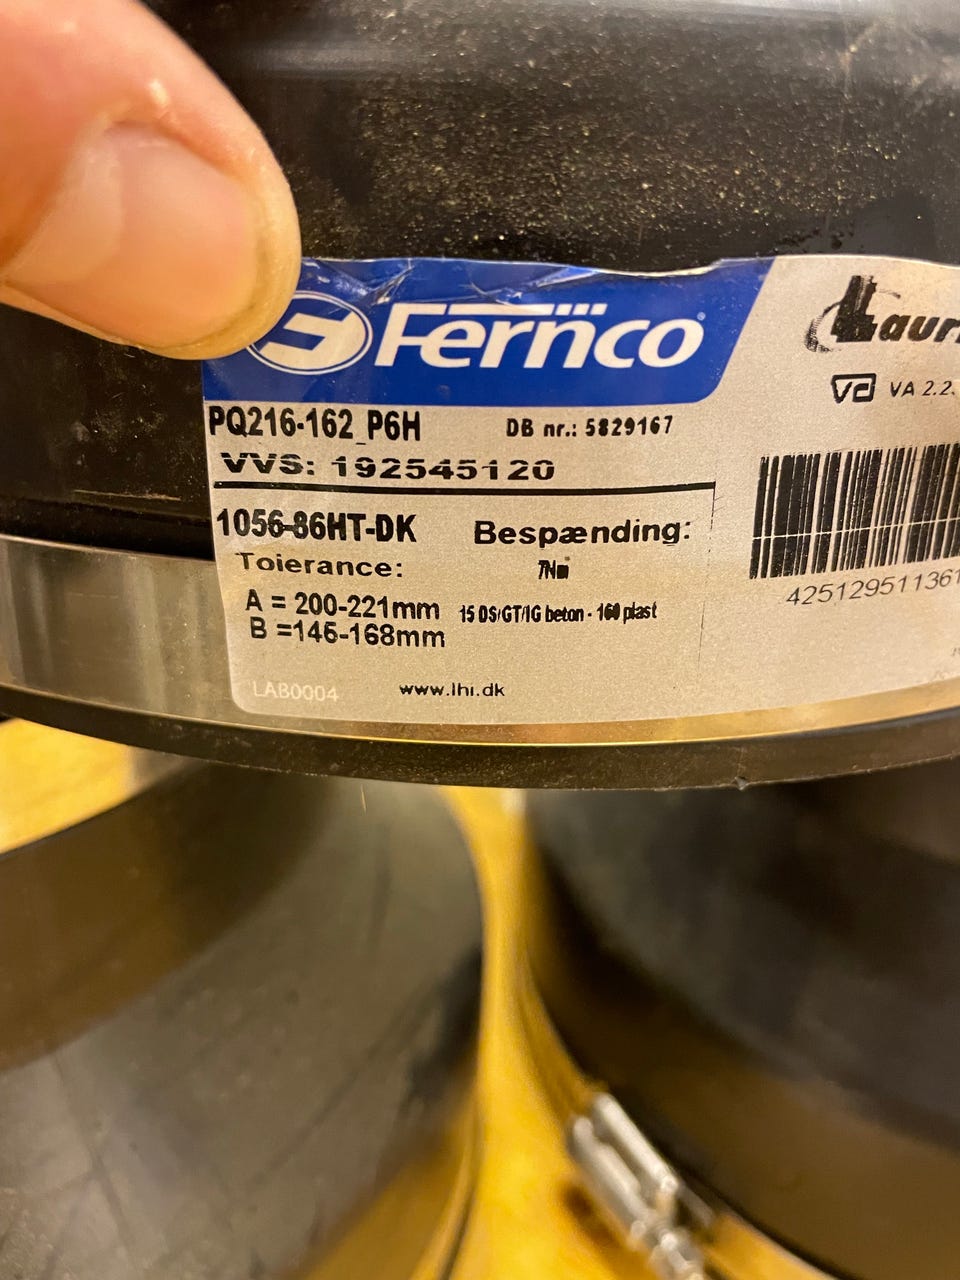 Fernco
PQ216-162_P6H
DB nr.: 5829167
VVS: 192545120
1056-86HT-DK
Bespænding:
Tolerance:
7Nm
A = 200-221mm
15 DS/GT/IG beton - 160 plast
B =146-168mm
LAB0004
www.lhi.dk
Lauri
VA 2.2.
425129511361